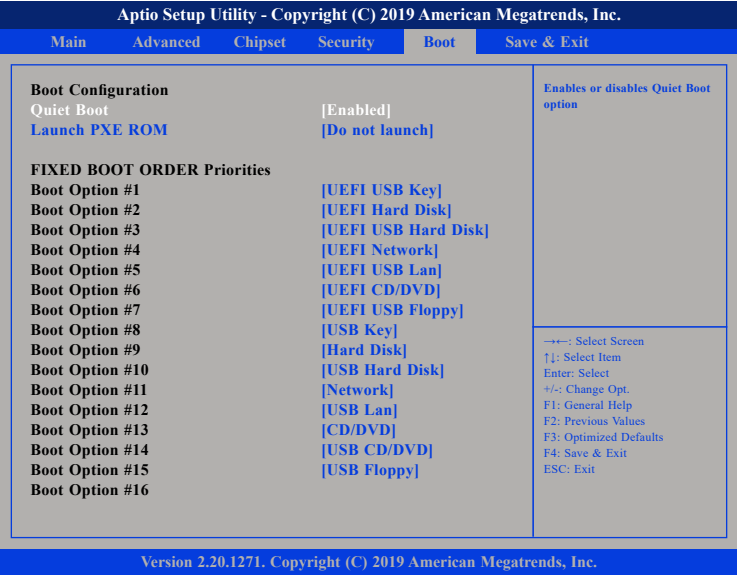 Aptio Setup Utility - Copyright (C) 2019 American Megatrends, Inc.
Main Advanced Chipset Security Boot Save & Exit
Boot Configuration
Quiet Boot [Enabled]
Launch PXE ROM [Do not launch]
FIXED BOOT ORDER Priorities
Boot Option #1 [UEFI USB Key]
Boot Option #2 [UEFI Hard Disk]
Boot Option #3 [UEFI USB Hard Disk]
Boot Option #4 [UEFI Network]
Boot Option #5 [UEFI USB Lan]
Boot Option #6 [UEFI CD/DVD]
Boot Option #7 [UEFI USB Floppy]
Boot Option #8 [USB Key]
Boot Option #9 [Hard Disk]
Boot Option #10 [USB Hard Disk]
Boot Option #11 [Network]
Boot Option #12 [USB Lan]
Boot Option #13 [CD/DVD]
Boot Option #14 [USB CD/DVD]
Boot Option #15 [USB Floppy]
Boot Option #16
Enables or disables Quiet Boot
option
→←: Select Screen
↑↓: Select Item
Enter: Select
+/-: Change Opt.
F1: General Help
F2: Previous Values
F3: Optimized Defaults
F4: Save & Exit
ESC: Exit
Version 2.20.1271. Copyright (C) 2019 American Megatrends, Inc.